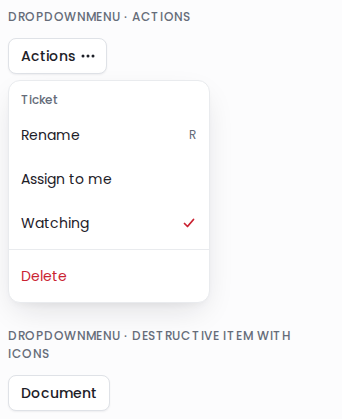 DROPDOWNMENU · ACTIONS
Actions •••
Ticket
Rename R
Assign to me
Watching ✓
Delete
DROPDOWNMENU · DESTRUCTIVE ITEM WITH
ICONS
Document